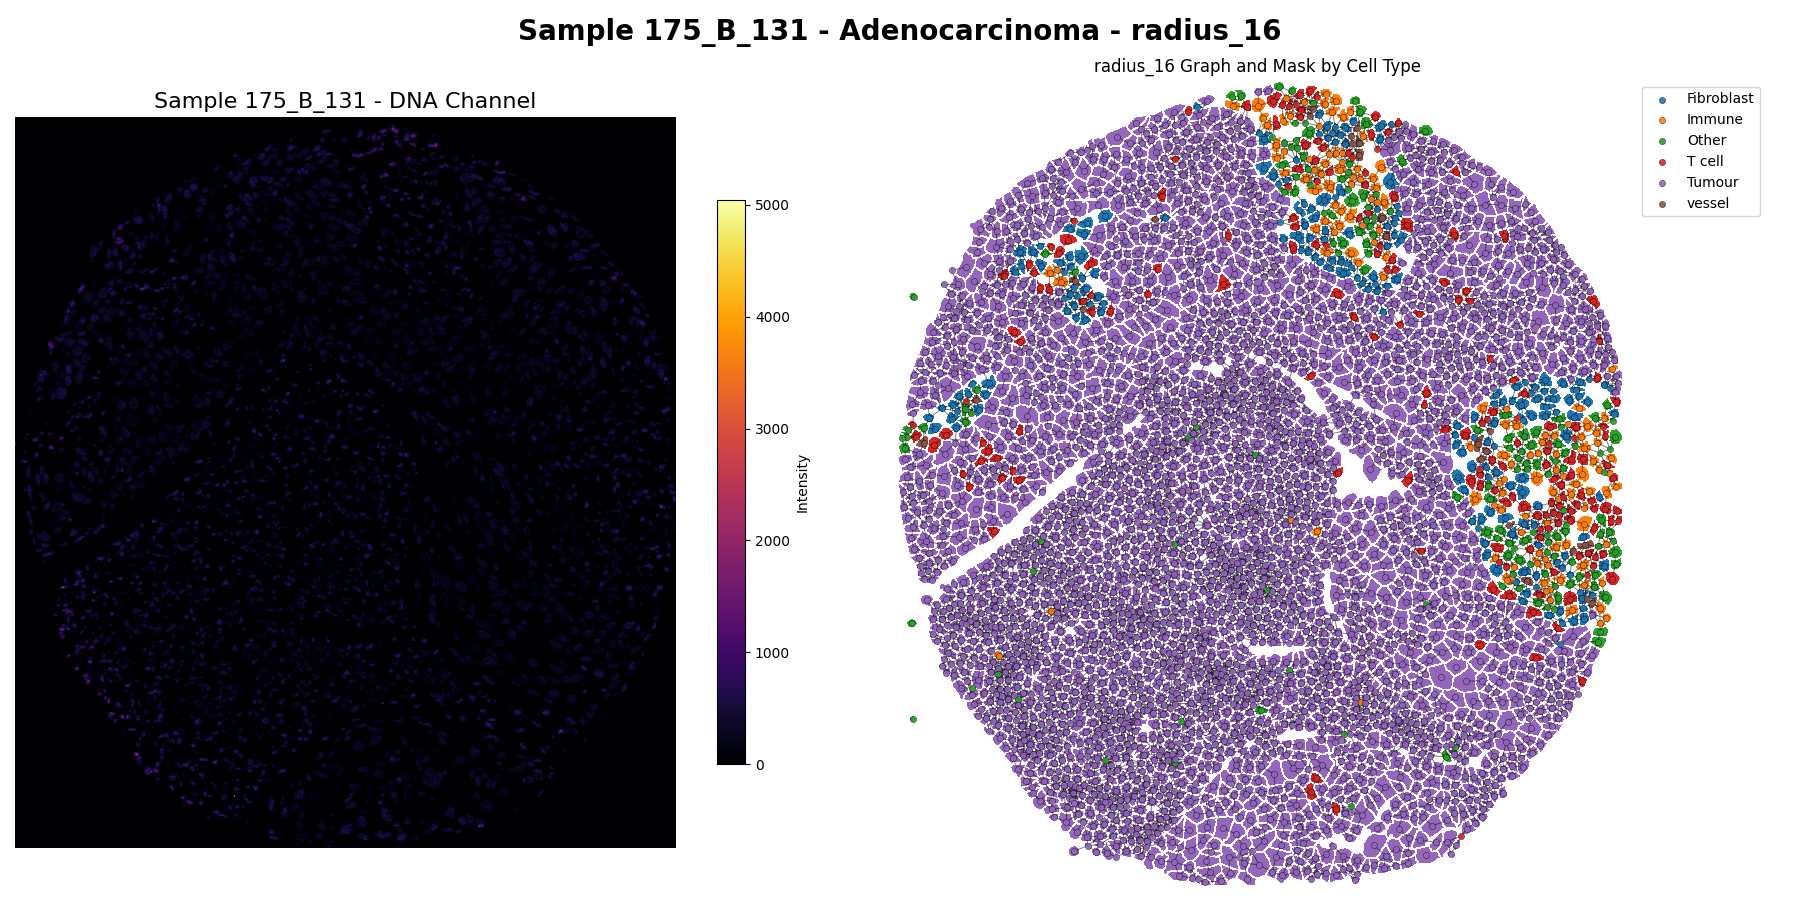 Sample 175_B_131 - Adenocarcinoma - radius_16
Sample 175_B_131 - DNA Channel
5000
4000
3000
2000
1000
0
Intensity
radius_16 Graph and Mask by Cell Type
Fibroblast
Immune
Other
T cell
Tumour
vessel